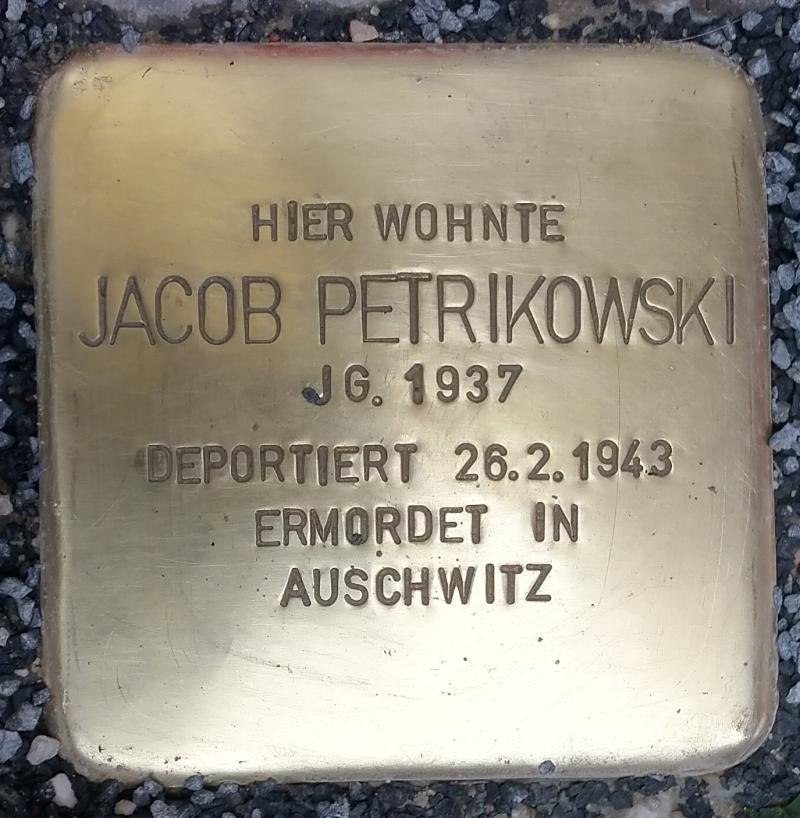 HIER WOHNTE
JACOB PETRIKOWSKI
JG. 1937
DEPORTIERT 26.2.1943
ERMORDET IN
AUSCHWITZ